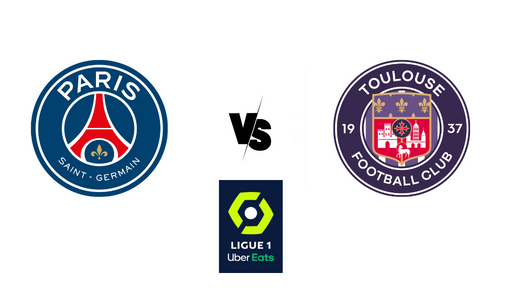 PARIS
SAINT - GERMAIN
VS
TOULOUSE
19 37
FOOTBALL CLUB
LIGUE 1
Uber Eats